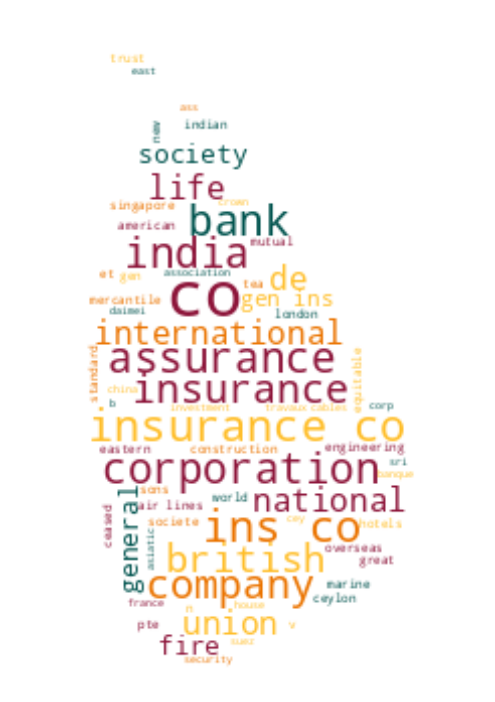 trust
east
ass
new indian
society
life
singapore crown
american bank
india mutual
et gen association tea de
mercantile co gen ins
daimei london
international
standard assurance equitable
china insurance
b investment travaux cables corp
insurance co
eastern construction engineering
corporation sri
banque
sons world national
air lines
ceased general societe ins co cey hotels
asiatic british overseas
great
company marine
ceylon
france house
n
pte union v
fire suez
security